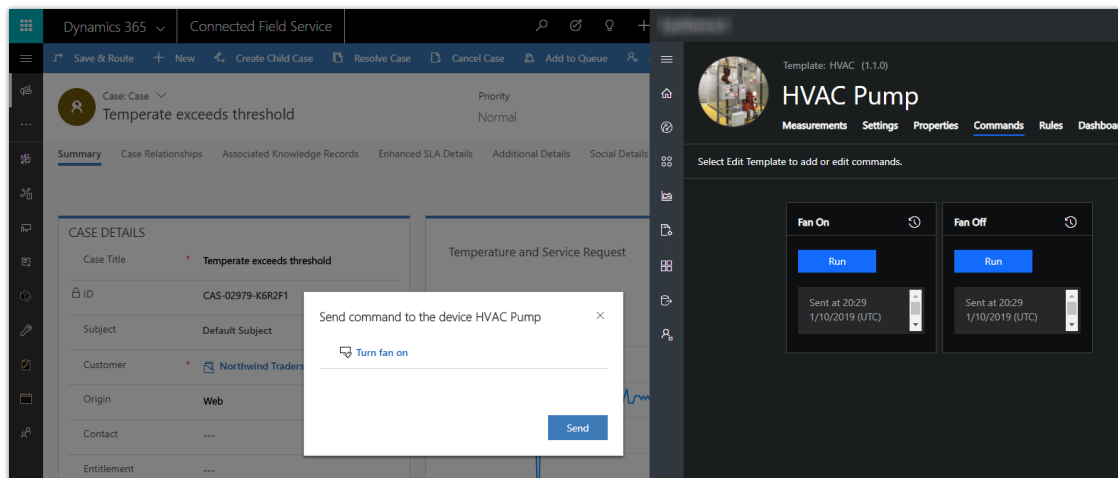 Dynamics 365
Connected Field Service
Save & Route
New
Create Child Case
Resolve Case
Cancel Case
Add to Queue
Case: Case
Temperate exceeds threshold
Priority
Normal
Summary
Case Relationships
Associated Knowledge Records
Enhanced SLA Details
Additional Details
Social Details
CASE DETAILS
Case Title * Temperate exceeds threshold
ID CAS-02979-K6R2F1
Subject Default Subject
Customer * Northwind Traders
Origin Web
Contact ---
Entitlement ---
Temperature and Service Request
Send command to the device HVAC Pump
Turn fan on
Send
Template: HVAC (1.1.0)
HVAC Pump
Measurements Settings Properties Commands Rules Dashboar
Select Edit Template to add or edit commands.
Fan On
Run
Sent at 20:29
1/10/2019 (UTC)
Fan Off
Run
Sent at 20:29
1/10/2019 (UTC)